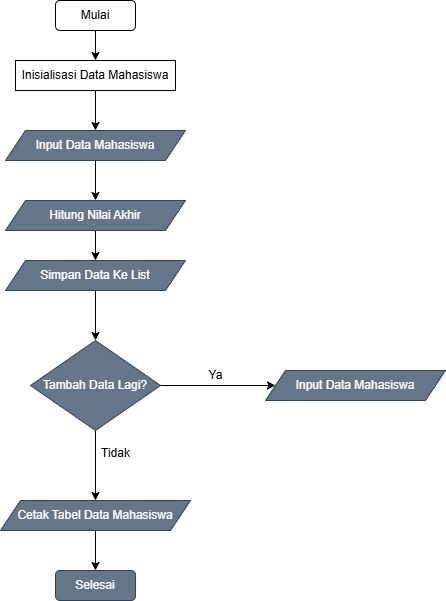 Mulai
Inisialisasi Data Mahasiswa
Input Data Mahasiswa
Hitung Nilai Akhir
Simpan Data Ke List
Tambah Data Lagi?
Ya
Input Data Mahasiswa
Tidak
Cetak Tabel Data Mahasiswa
Selesai